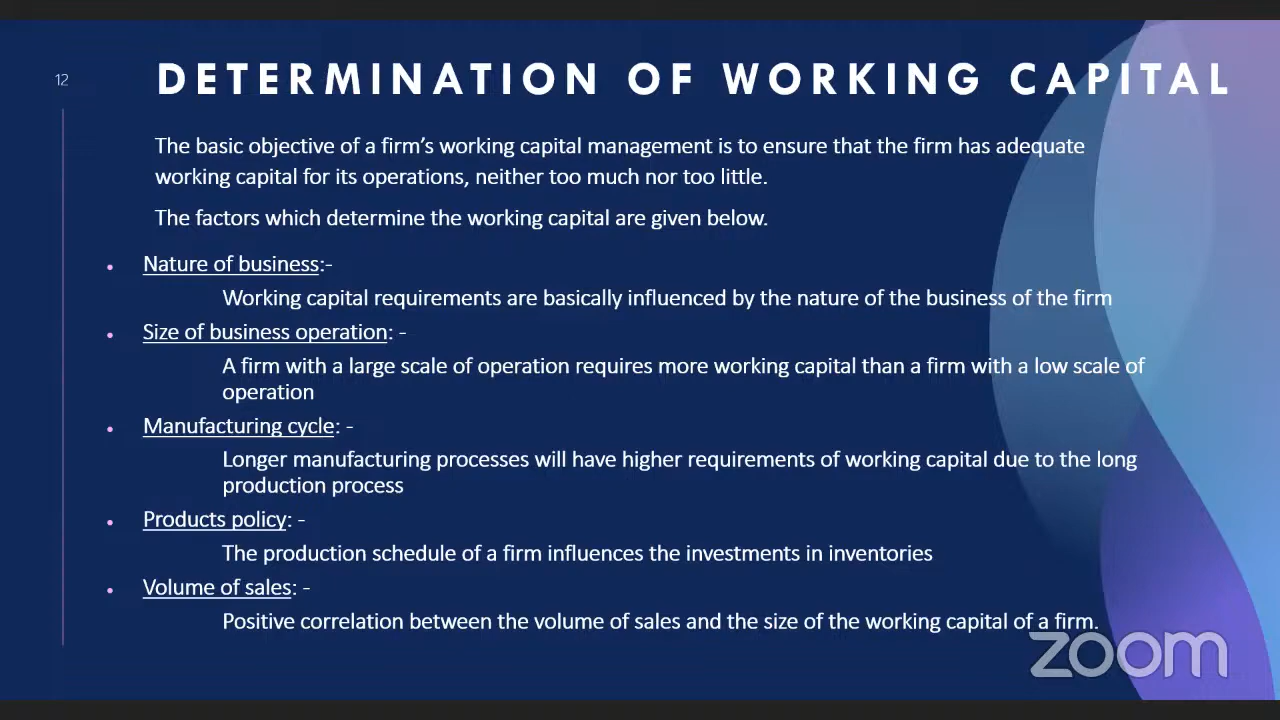 12
DETERMINATION OF WORKING CAPITAL
The basic objective of a firm’s working capital management is to ensure that the firm has adequate
working capital for its operations, neither too much nor too little.
The factors which determine the working capital are given below.
• Nature of business:-
Working capital requirements are basically influenced by the nature of the business of the firm
• Size of business operation: -
A firm with a large scale of operation requires more working capital than a firm with a low scale of
operation
• Manufacturing cycle: -
Longer manufacturing processes will have higher requirements of working capital due to the long
production process
• Products policy: -
The production schedule of a firm influences the investments in inventories
• Volume of sales: -
Positive correlation between the volume of sales and the size of the working capital of a firm.
zoom